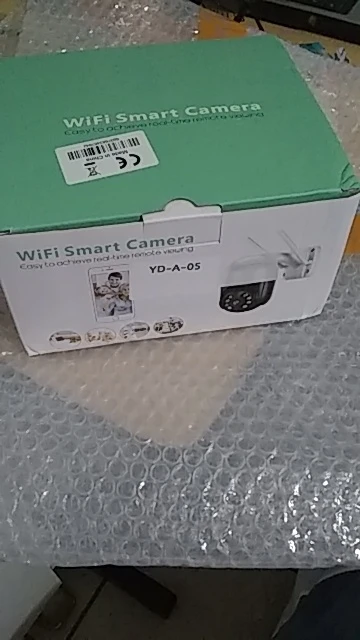 WiFi Smart Camera
Easy to achieve real-time remote viewing
CE
Made in China
WiFi Smart Camera
Easy to achieve real-time remote viewing
YD-A-05